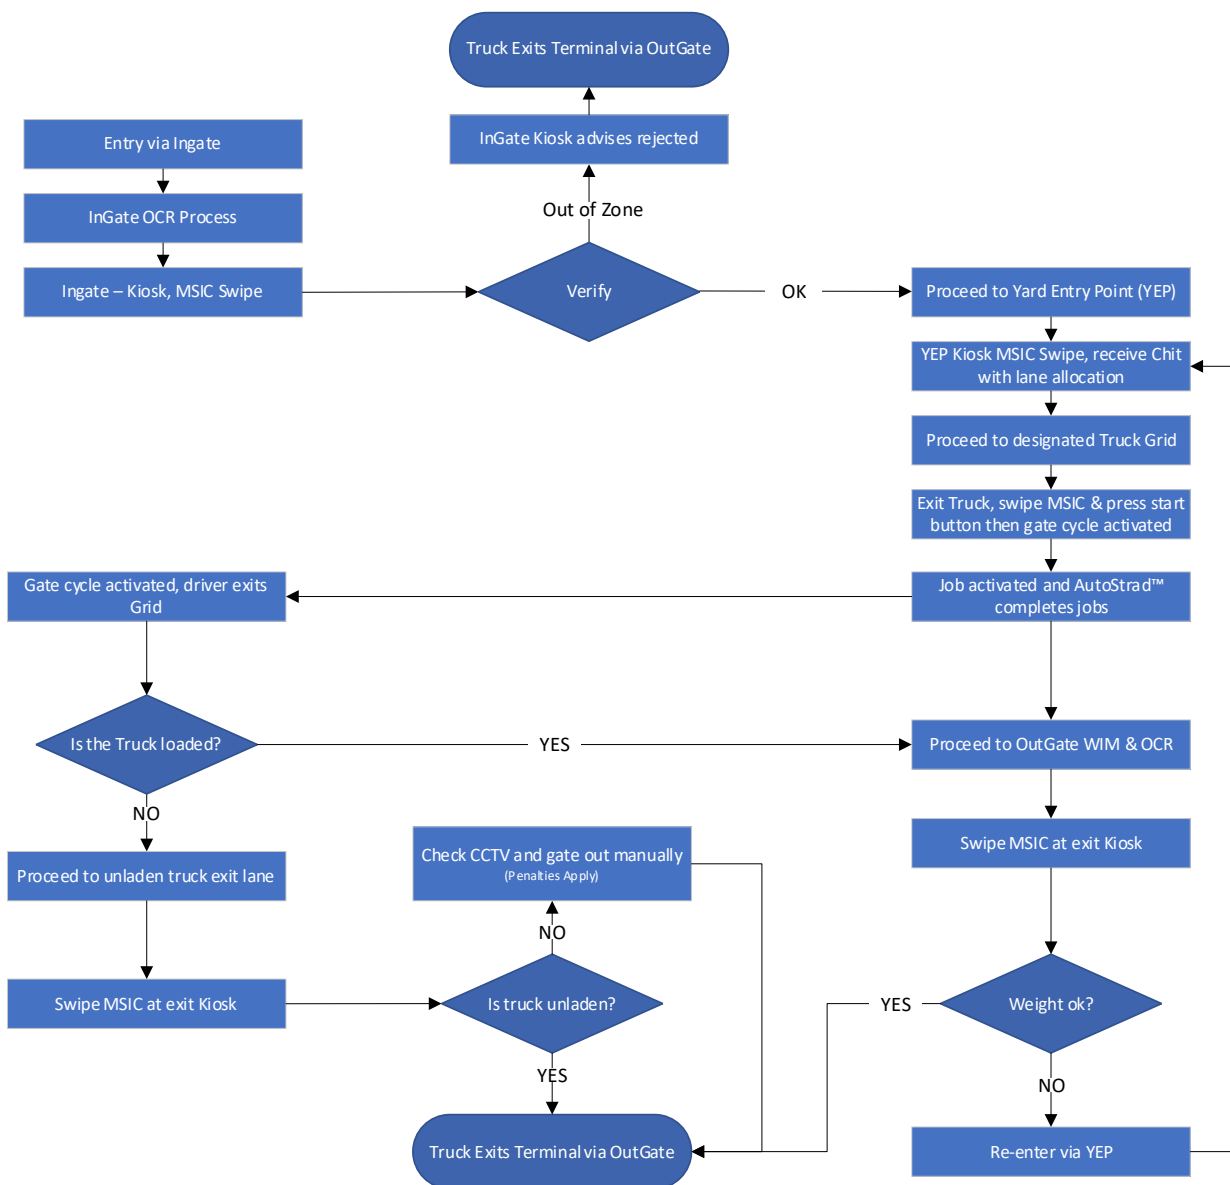 Truck Exits Terminal via OutGate
InGate Kiosk advises rejected
Entry via Ingate
InGate OCR Process
Out of Zone
Ingate – Kiosk, MSIC Swipe
Verify
OK
Proceed to Yard Entry Point (YEP)
YEP Kiosk MSIC Swipe, receive Chit
with lane allocation
Proceed to designated Truck Grid
Exit Truck, swipe MSIC & press start
button then gate cycle activated
Gate cycle activated, driver exits
Grid
Job activated and AutoStrad™
completes jobs
Is the Truck loaded?
YES
Proceed to OutGate WIM & OCR
NO
Check CCTV and gate out manually
(Penalties Apply)
Swipe MSIC at exit Kiosk
Proceed to unladen truck exit lane
NO
Swipe MSIC at exit Kiosk
Is truck unladen?
YES
Weight ok?
YES
NO
Truck Exits Terminal via OutGate
Re-enter via YEP